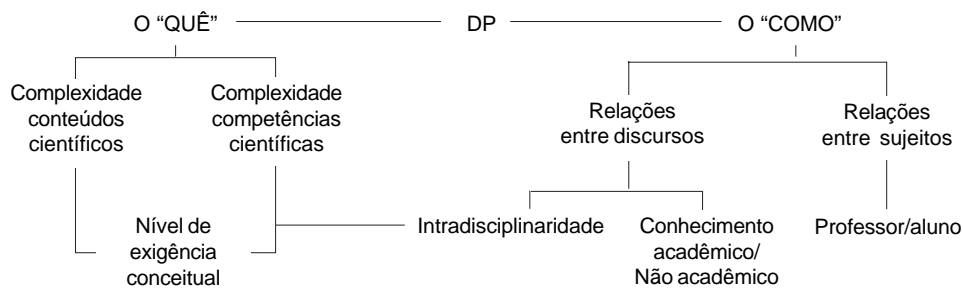 O “QUÊ” DP O “COMO”
Complexidade
conteúdos
científicos
Complexidade
competências
científicas
Relações
entre discursos
Relações
entre sujeitos
Nível de
exigência
conceitual
Intradisciplinaridade
Conhecimento
acadêmico/
Não acadêmico
Professor/aluno